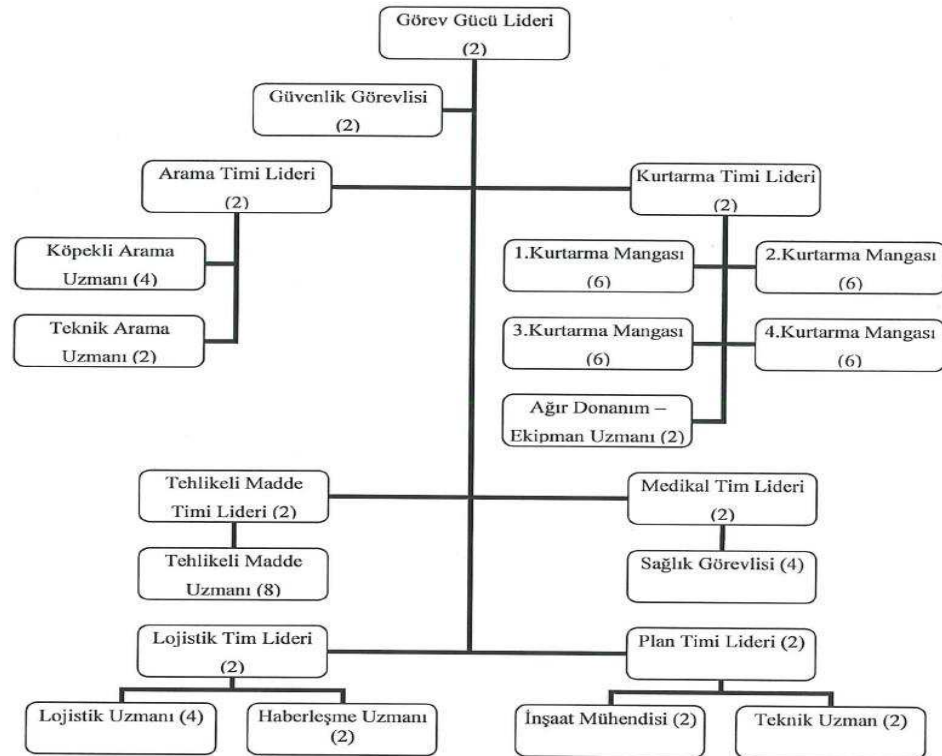 Görev Gücü Lideri
(2)
Güvenlik Görevlisi
(2)
Arama Timi Lideri
(2)
Kurtarma Timi Lideri
(2)
Köpekli Arama
Uzmanı (4)
1.Kurtarma Mangası
(6)
2.Kurtarma Mangası
(6)
Teknik Arama
Uzmanı (2)
3.Kurtarma Mangası
(6)
4.Kurtarma Mangası
(6)
Ağır Donanım –
Ekipman Uzmanı (2)
Tehlikeli Madde
Timi Lideri (2)
Medikal Tim Lideri
(2)
Tehlikeli Madde
Uzmanı (8)
Sağlık Görevlisi (4)
Lojistik Tim Lideri
(2)
Plan Timi Lideri (2)
Lojistik Uzmanı (4)
Haberleşme Uzmanı
(2)
İnşaat Mühendisi (2)
Teknik Uzman (2)